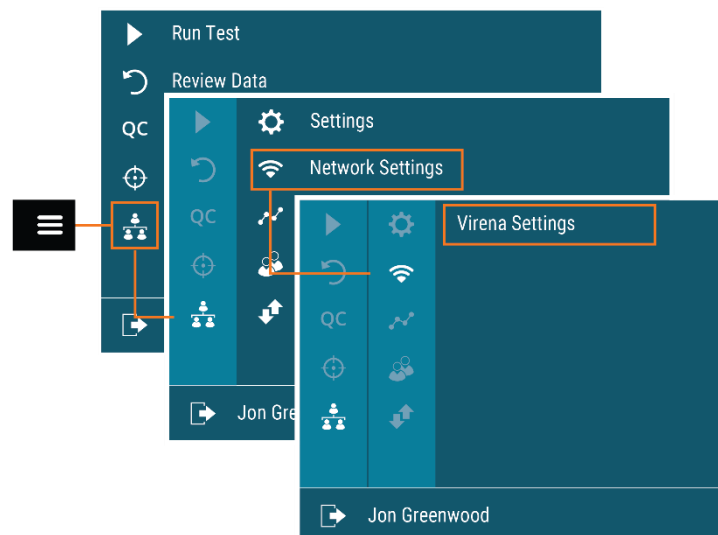 Run Test
Review Data
QC
QC
Settings
Network Settings
Jon Gre
QC
Virena Settings
Jon Greenwood